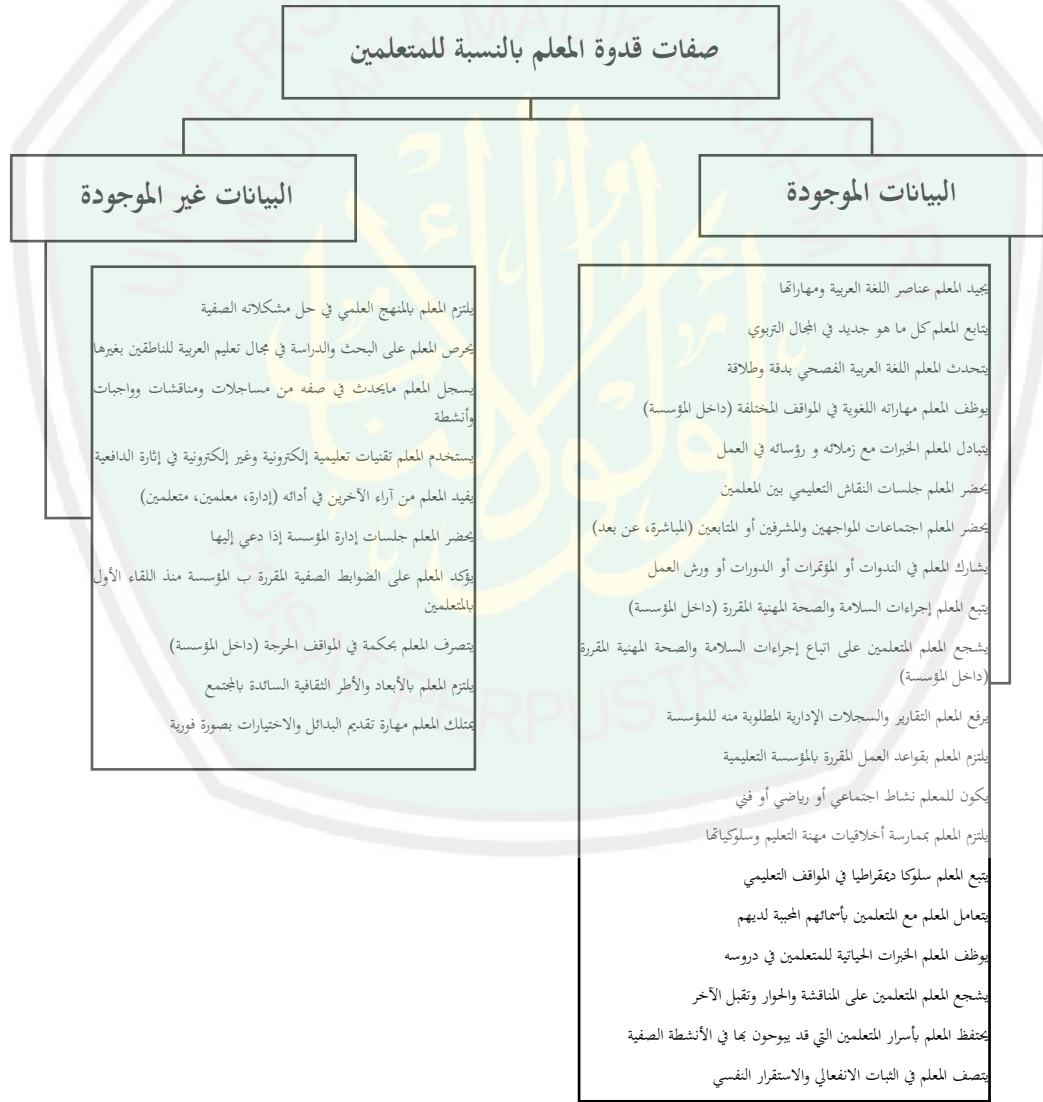 صفات قدوة المعلم بالنسبة للمتعلمين
البيانات الموجودة
يجيد المعلم عناصر اللغة العربية ومهاراتها
يتابع المعلم كل ما هو جديد في المجال التربوي
يتحدث المعلم اللغة العربية الفصحي بدقة وطلاقة
يوظف المعلم مهاراته اللغوية في المواقف المختلفة (داخل المؤسسة)
يتبادل المعلم الخبرات مع زملائه و رؤسائه في العمل
يحضر المعلم جلسات النقاش التعليمي بين المعلمين
يحضر المعلم اجتماعات المواجهين والمشرفين أو المتابعين (المباشرة، عن بعد)
يشارك المعلم في الندوات أو المؤتمرات أو الدورات أو ورش العمل
يتبع المعلم إجراءات السلامة والصحة المهنية المقررة (داخل المؤسسة)
يشجع المعلم المتعلمين على اتباع إجراءات السلامة والصحة المهنية المقررة
(داخل المؤسسة)
يرفع المعلم التقارير والسجلات الإدارية المطلوبة منه للمؤسسة
يلتزم المعلم بقواعد العمل المقررة بالمؤسسة التعليمية
يكون للمعلم نشاط اجتماعي أو رياضي أو فني
يلتزم المعلم بممارسة أخلاقيات مهنة التعليم وسلوكياتها
يتبع المعلم سلوكا ديمقراطيا في المواقف التعليمي
يتعامل المعلم مع المتعلمين بأسمائهم المحببة لديهم
يوظف المعلم الخبرات الحياتية للمتعلمين في دروسه
يشجع المعلم المتعلمين على المناقشة والحوار وتقبل الآخر
يحتفظ المعلم بأسرار المتعلمين التي قد يبوحون بها في الأنشطة الصفية
يتصف المعلم في الثبات الانفعالي والاستقرار النفسي
البيانات غير الموجودة
يلتزم المعلم بالمنهج العلمي في حل مشكلاته الصفية
يحرص المعلم على البحث والدراسة في مجال تعليم العربية للناطقين بغيرها
يسجل المعلم مايحدث في صفه من مساجلات ومناقشات وواجبات
وأنشطة
يستخدم المعلم تقنيات تعليمية إلكترونية وغير إلكترونية في إثارة الدافعية
يفيد المعلم من آراء الآخرين في أدائه (إدارة، معلمين، متعلمين)
يحضر المعلم جلسات إدارة المؤسسة إذا دعي إليها
يؤكد المعلم على الضوابط الصفية المقررة ب المؤسسة منذ اللقاء الأول
بالمتعلمين
يتصرف المعلم بحكمة في المواقف الحرجة (داخل المؤسسة)
يلتزم المعلم بالأبعاد والأطر الثقافية السائدة بالمجتمع
يمتلك المعلم مهارة تقديم البدائل والاختيارات بصورة فورية